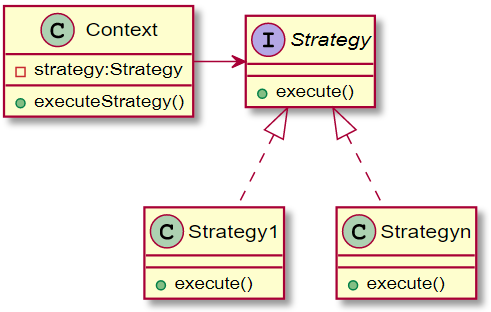 C Context
strategy:Strategy
executeStrategy()
I Strategy
execute()
C Strategy1
execute()
C Strategyn
execute()